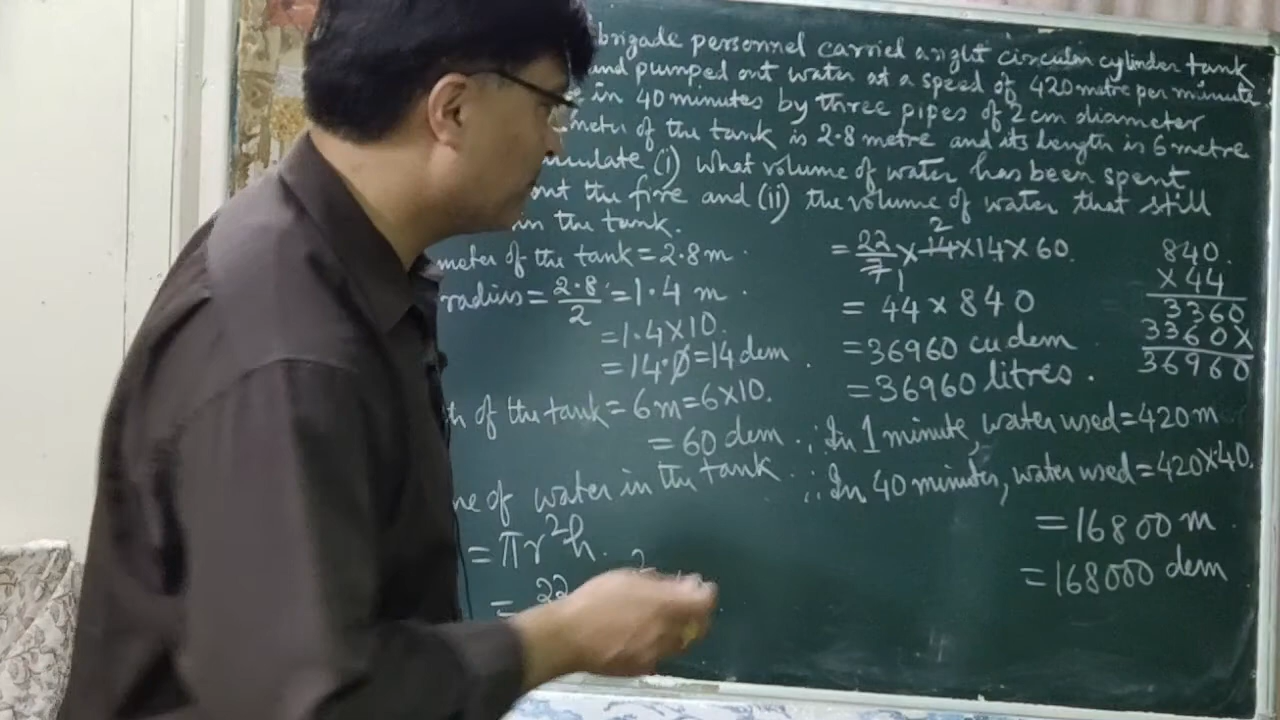 brigade personnel carried a right circular cylinder tank
and pumped out water at a speed of 420 metre per minute
in 40 minutes by three pipes of 2 cm diameter
meter of the tank is 2.8 metre and its length is 6 metre
(i) What volume of water has been spent
out the fire and (ii) the volume of water that still
in the tank.
meter of the tank = 2.8 m.
radius = 2.8/2 = 1.4 m.
= 1.4 × 10.
= 14.0 = 14 dcm.
th of the tank = 6 m = 6 × 10.
= 60 dcm.
me of water in the tank
= πr²h.
= 22
2
= 22/7 × 14 × 14 × 60.
2
1
= 44 × 840
= 36960 cu dcm
= 36960 litres.
∴ In 1 minute, water used = 420 m
∴ In 40 minutes, water used = 420 × 40.
= 16800 m.
= 168000 dcm
840.
× 44
3360
3360×
36960